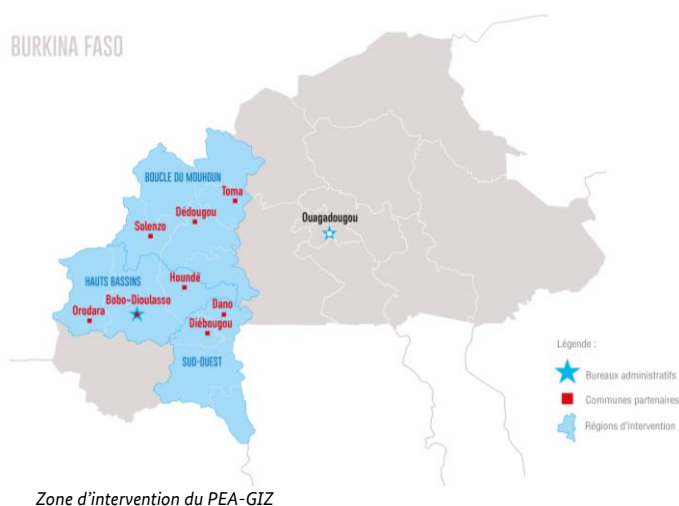 BURKINA FASO
BOUCLE DU MOUHOUN
Toma
Dédougou
Solenzo
Ouagadougou
HAUTS BASSINS
Houndé
Bobo-Dioulasso
Orodara
Dano
Diébougou
SUD-OUEST
Légende :
Bureaux administratifs
Communes partenaires
Régions d'intervention
Zone d'intervention du PEA-GIZ